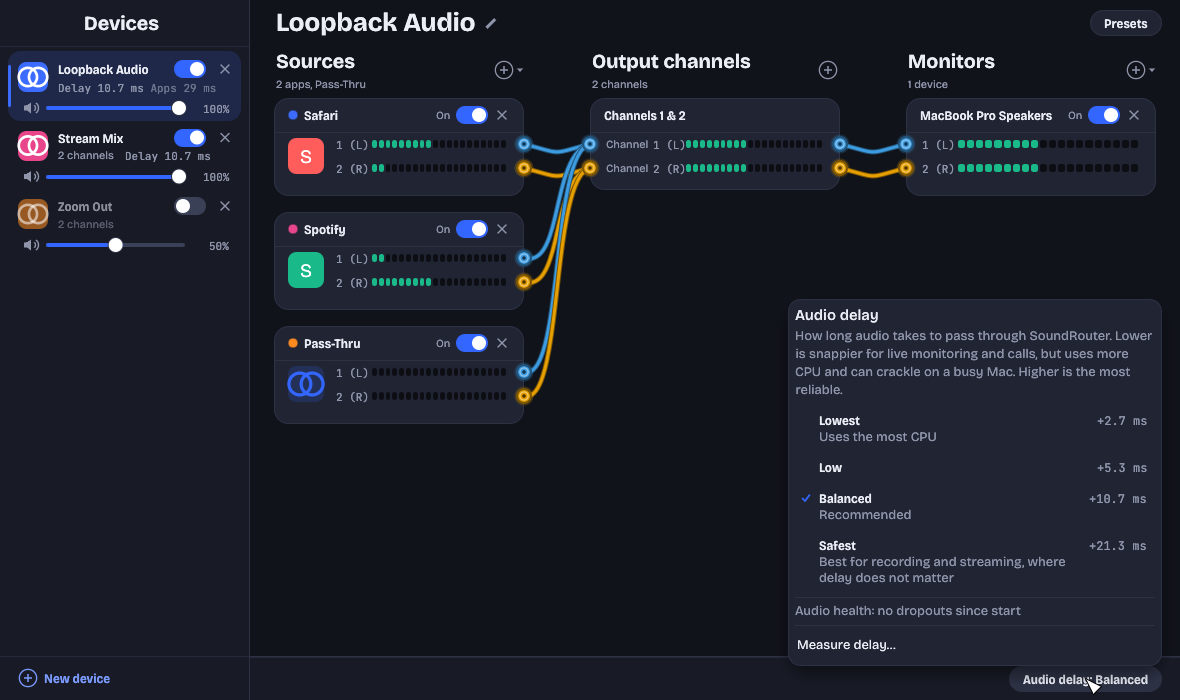 Devices
Loopback Audio
Delay 10.7 ms Apps 29 ms
100%
Stream Mix
2 channels Delay 10.7 ms
100%
Zoom Out
2 channels
50%
New device
Loopback Audio
Presets
Sources
2 apps, Pass-Thru
Safari
On
S
1 (L)
2 (R)
Spotify
On
S
1 (L)
2 (R)
Pass-Thru
On
1 (L)
2 (R)
Output channels
2 channels
Channels 1 & 2
Channel 1 (L)
Channel 2 (R)
Monitors
1 device
MacBook Pro Speakers
On
1 (L)
2 (R)
Audio delay
How long audio takes to pass through SoundRouter. Lower
is snappier for live monitoring and calls, but uses more
CPU and can crackle on a busy Mac. Higher is the most
reliable.
Lowest +2.7 ms
Uses the most CPU
Low +5.3 ms
Balanced +10.7 ms
Recommended
Safest +21.3 ms
Best for recording and streaming, where
delay does not matter
Audio health: no dropouts since start
Measure delay...
Audio delay Balanced